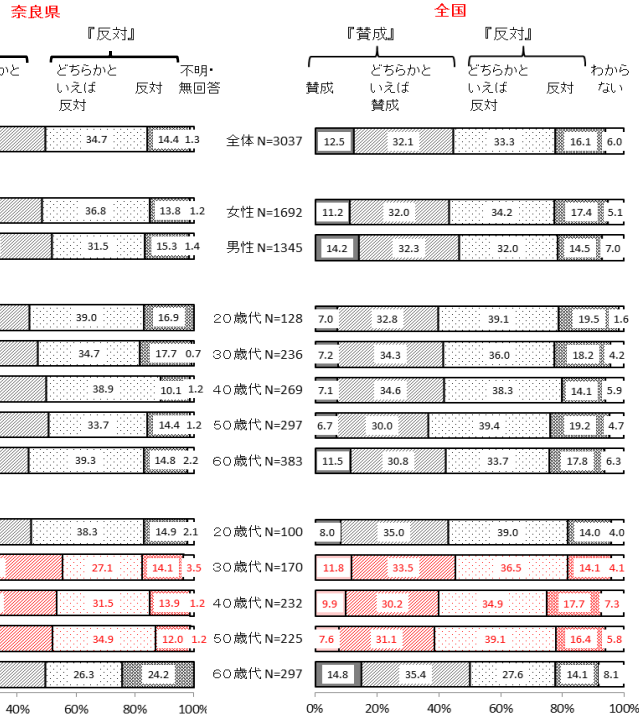 奈良県 全国
『反対』 『賛成』 『反対』
かと どちらかと 不明・ どちらかと どちらかと わから
いえば 反対 無回答 賛成 いえば いえば 反対 ない
反対 賛成 反対
34.7 14.4 1.3 全体 N=3037 12.5 32.1 33.3 16.1 6.0
36.8 13.8 1.2 女性 N=1692 11.2 32.0 34.2 17.4 5.1
31.5 15.3 1.4 男性 N=1345 14.2 32.3 32.0 14.5 7.0
39.0 16.9 20歳代 N=128 7.0 32.8 39.1 19.5 1.6
34.7 17.7 0.7 30歳代 N=236 7.2 34.3 36.0 18.2 4.2
38.9 10.1 1.2 40歳代 N=269 7.1 34.6 38.3 14.1 5.9
33.7 14.4 1.2 50歳代 N=297 6.7 30.0 39.4 19.2 4.7
39.3 14.8 2.2 60歳代 N=383 11.5 30.8 33.7 17.8 6.3
38.3 14.9 2.1 20歳代 N=100 8.0 35.0 39.0 14.0 4.0
27.1 14.1 3.5 30歳代 N=170 11.8 33.5 36.5 14.1 4.1
31.5 13.9 1.2 40歳代 N=232 9.9 30.2 34.9 17.7 7.3
34.9 12.0 1.2 50歳代 N=225 7.6 31.1 39.1 16.4 5.8
26.3 24.2 60歳代 N=297 14.8 35.4 27.6 14.1 8.1
40% 60% 80% 100% 0% 20% 40% 60% 80% 100%